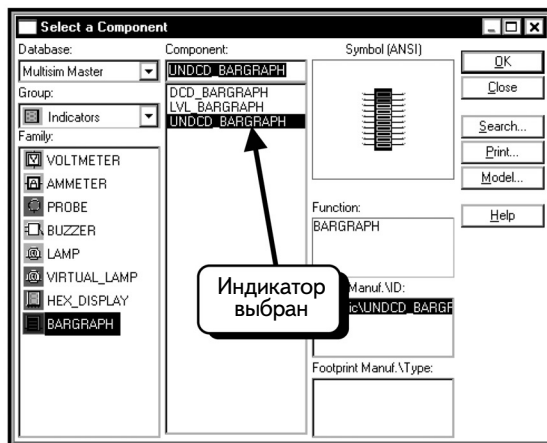 Select a Component
Database:
Multisim Master
Group:
Indicators
Family:
VOLTMETER
AMMETER
PROBE
BUZZER
LAMP
VIRTUAL_LAMP
HEX_DISPLAY
BARGRAPH
Component:
UNDCD_BARGRAPH
DCD_BARGRAPH
LVL_BARGRAPH
UNDCD_BARGRAPH
Индикатор
выбран
Symbol (ANSI)
Function:
BARGRAPH
Manuf.\ID:
ic\UNDCD_BARGR
Footprint Manuf.\Type:
OK
Close
Search...
Print...
Model...
Help